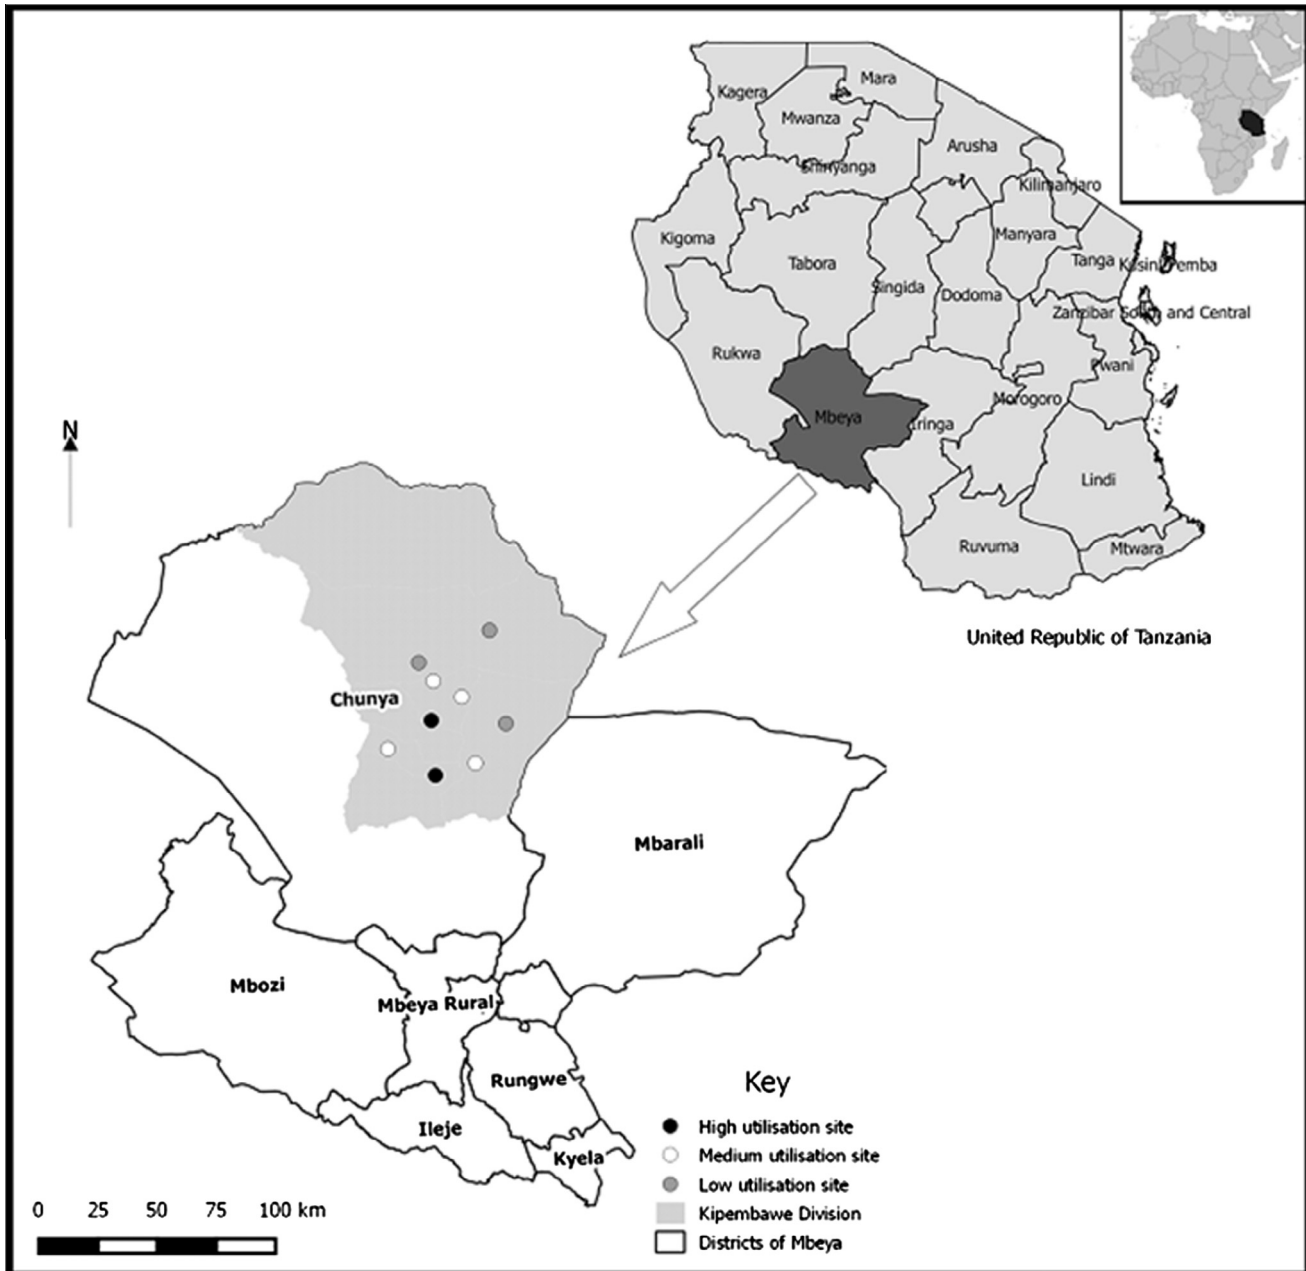 Kagera
Mara
Mwanza
Arusha
Shinyanga
Kilimanjaro
Kigoma
Manyara
Tabora
Tanga
Kusini Pemba
Singida
Dodoma
Zanzibar South and Central
Rukwa
Pwani
Morogoro
Mbeya
Iringa
Lindi
Ruvuma
Mtwara
United Republic of Tanzania
N
Chunya
Mbarali
Mbozi
Mbeya Rural
Rungwe
Ileje
Kyela
Key
High utilisation site
Medium utilisation site
Low utilisation site
Kipembawe Division
Districts of Mbeya
0 25 50 75 100 km